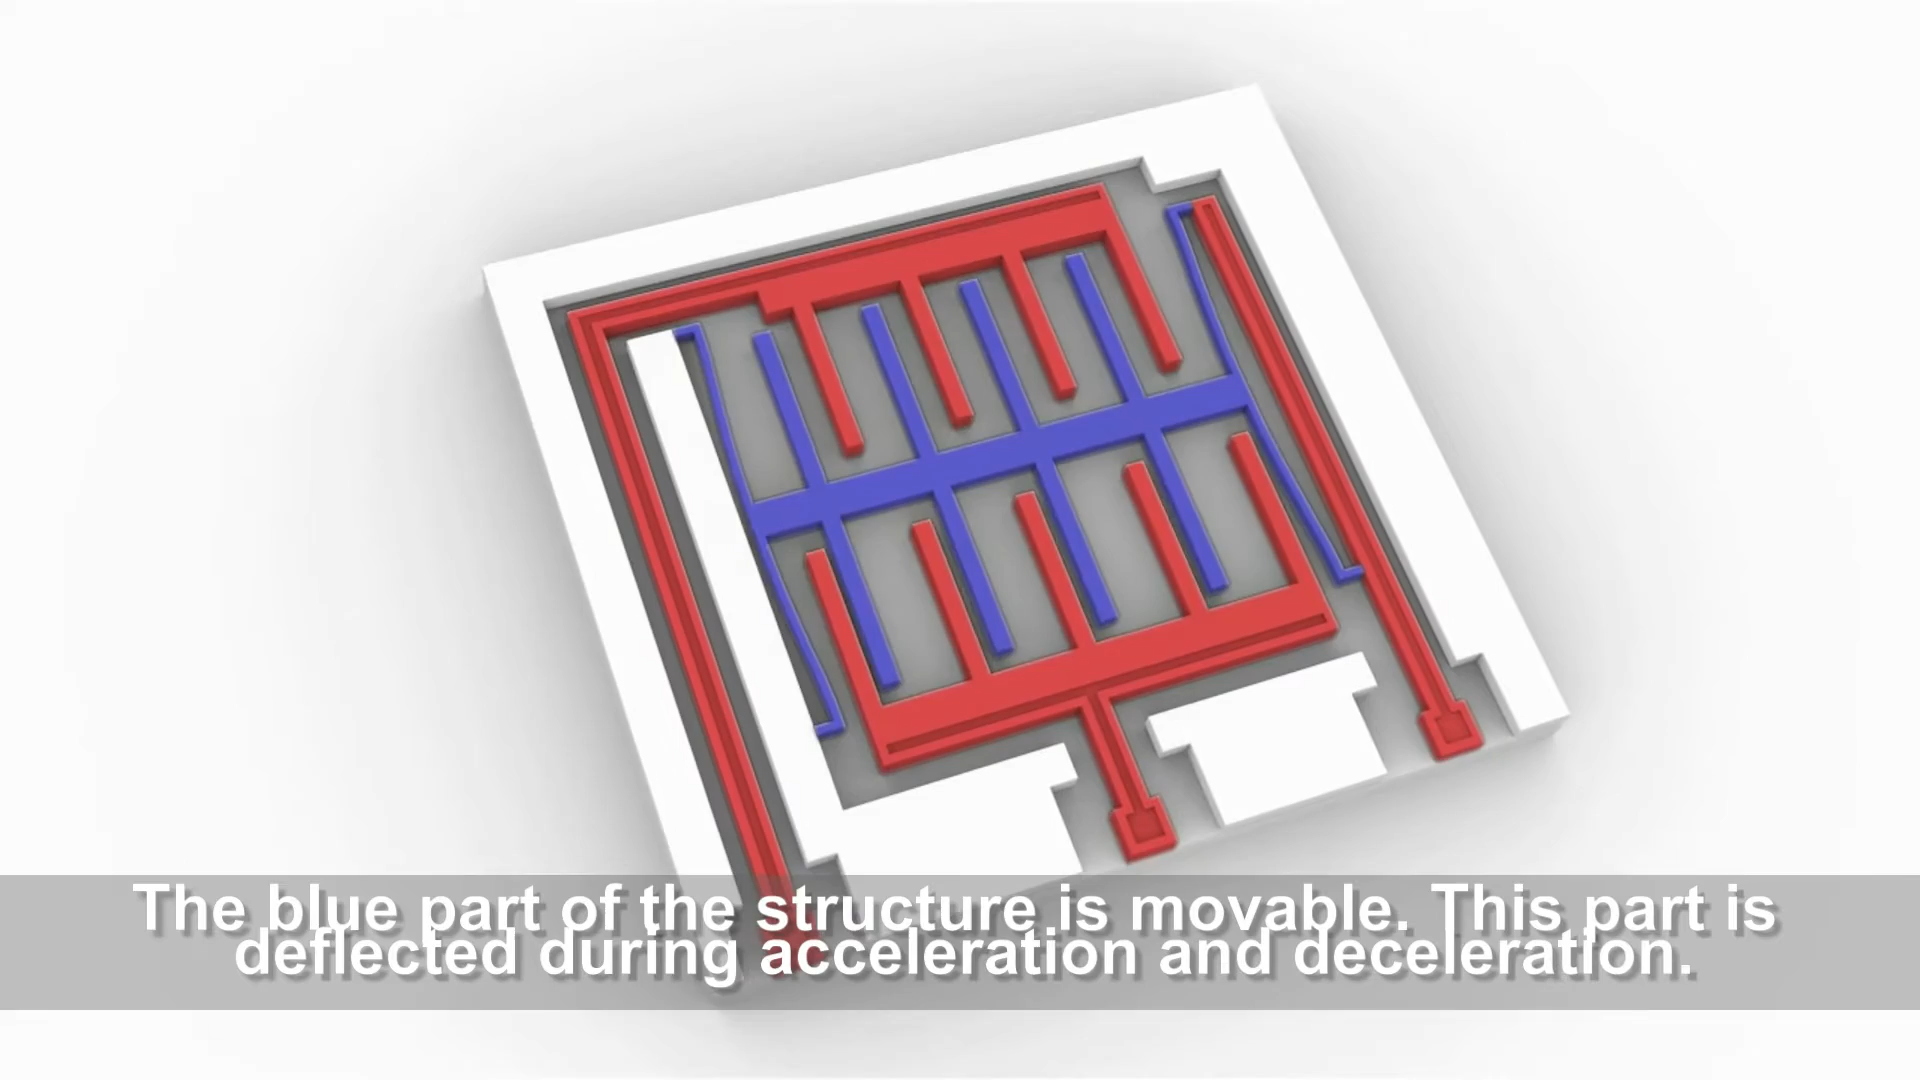 The blue part of the structure is movable. This part is
deflected during acceleration and deceleration.